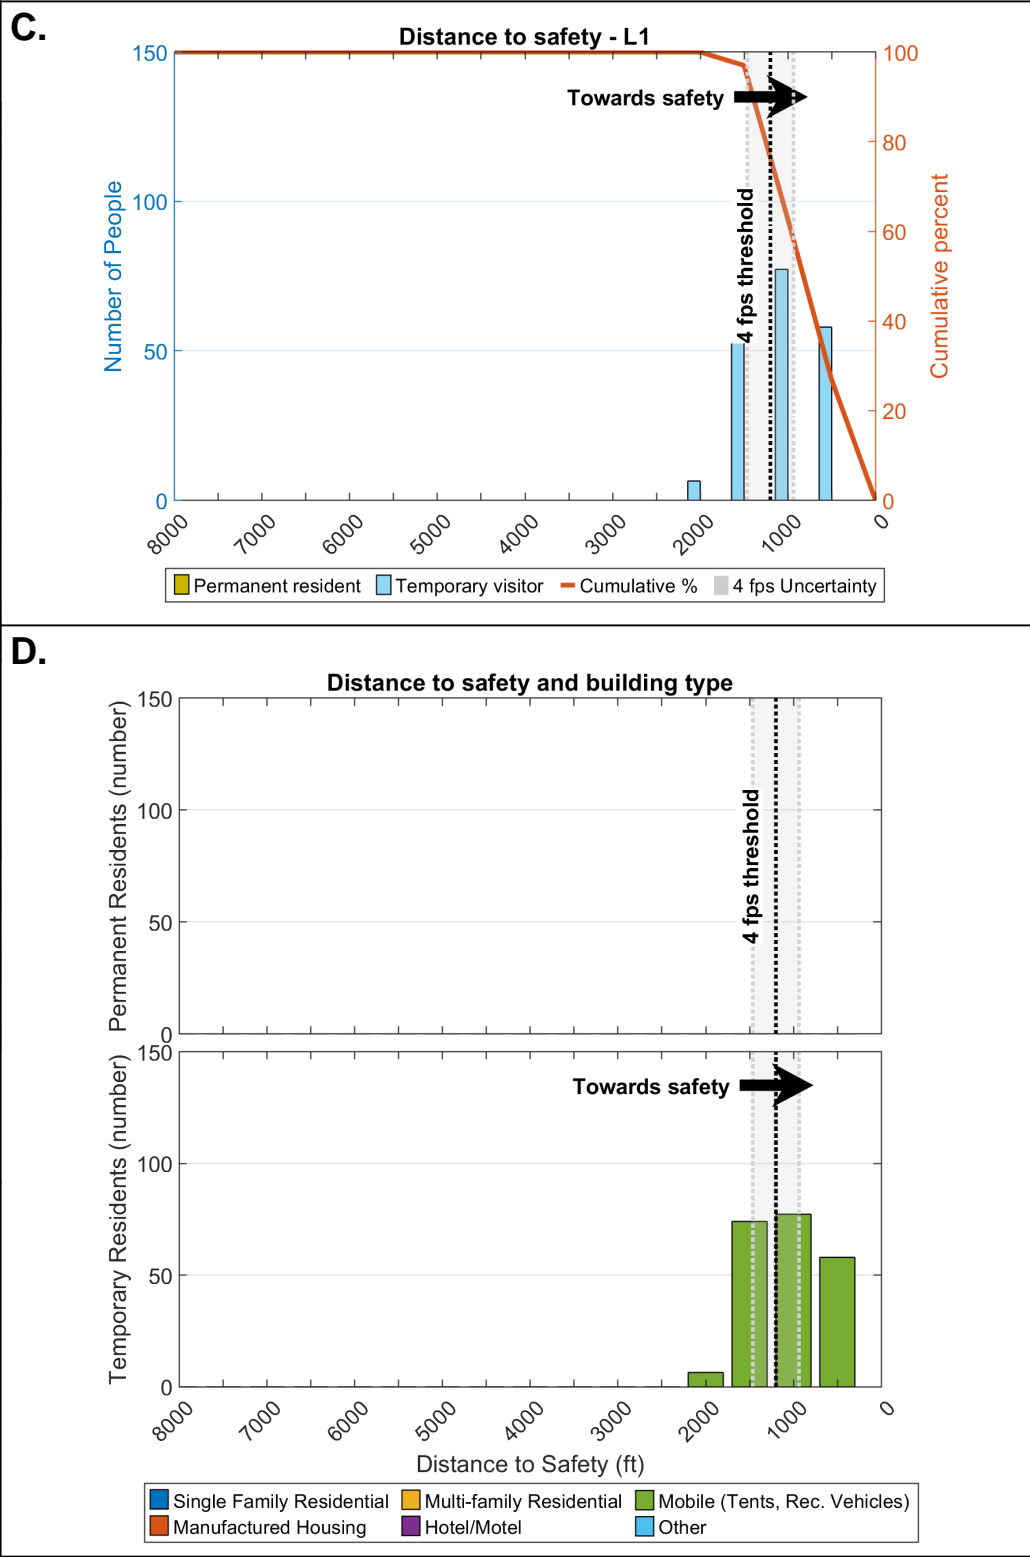 C.
Distance to safety - L1
150
100
50
0
Number of People
100
80
60
40
20
0
Cumulative percent
Towards safety
4 fps threshold
8000 7000 6000 5000 4000 3000 2000 1000 0
Permanent resident Temporary visitor Cumulative % 4 fps Uncertainty
D.
Distance to safety and building type
150
100
50
0
Permanent Residents (number)
4 fps threshold
150
100
50
0
Temporary Residents (number)
Towards safety
8000 7000 6000 5000 4000 3000 2000 1000 0
Distance to Safety (ft)
Single Family Residential Multi-family Residential Mobile (Tents, Rec. Vehicles)
Manufactured Housing Hotel/Motel Other